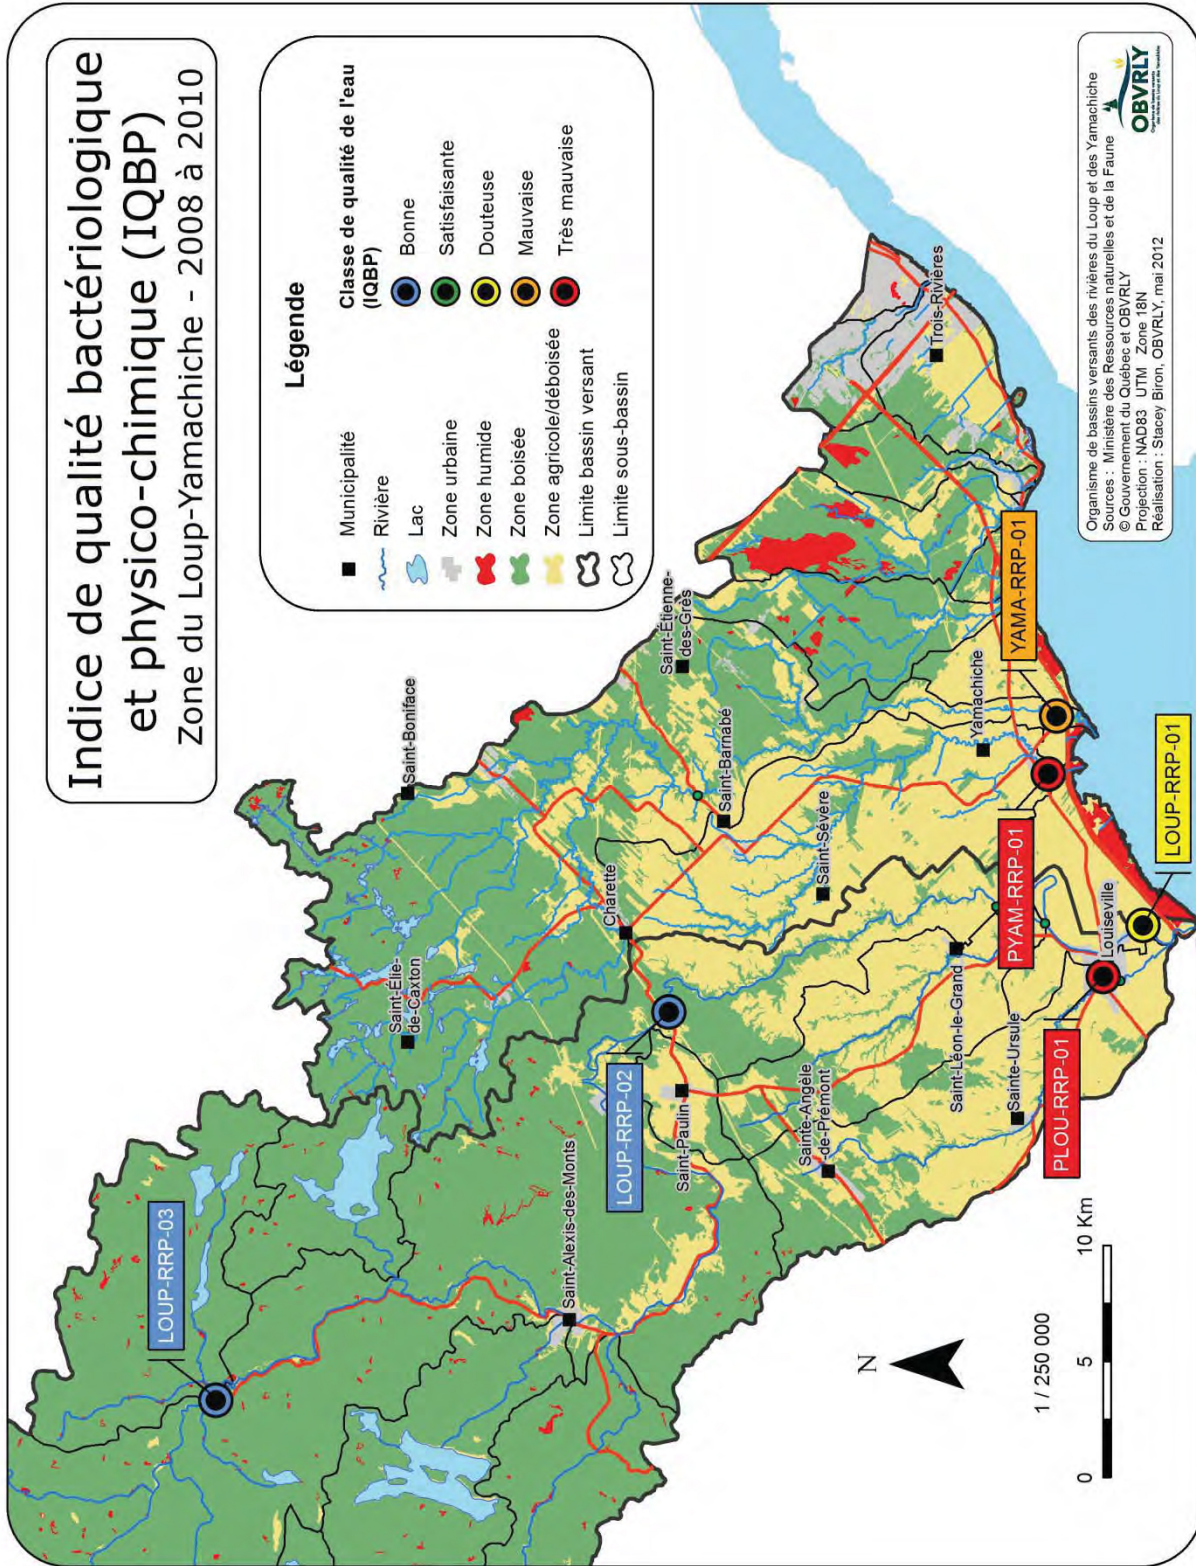 Indice de qualité bactériologique
et physico-chimique (IQBP)
Zone du Loup-Yamachiche - 2008 à 2010
Légende
Municipalité
Rivière
Lac
Zone urbaine
Zone humide
Zone boisée
Zone agricole/déboisée
Limite bassin versant
Limite sous-bassin
Classe de qualité de l'eau
(IQBP)
Bonne
Satisfaisante
Douteuse
Mauvaise
Très mauvaise
LOUP-RRP-03
Saint-Boniface
Saint-Élie-
de-Caxton
Saint-Alexis-des-Monts
Charette
LOUP-RRP-02
Saint-Étienne-
des-Grès
Saint-Paulin
Saint-Barnabé
Saint-Sévère
Sainte-Angèle
-de-Prémont
Trois-Rivières
Saint-Léon-le-Grand
Yamachiche
Sainte-Ursule
YAMA-RRP-01
PYAM-RRP-01
PLOU-RRP-01
Louiseville
LOUP-RRP-01
N
1 / 250 000
0 5 10 Km
Organisme de bassins versants des rivières du Loup et des Yamachiche
Sources : Ministère des Ressources naturelles et de la Faune
© Gouvernement du Québec et OBVRLY
Projection : NAD83 UTM Zone 18N
Réalisation : Stacey Biron, OBVRLY, mai 2012
OBVRLY